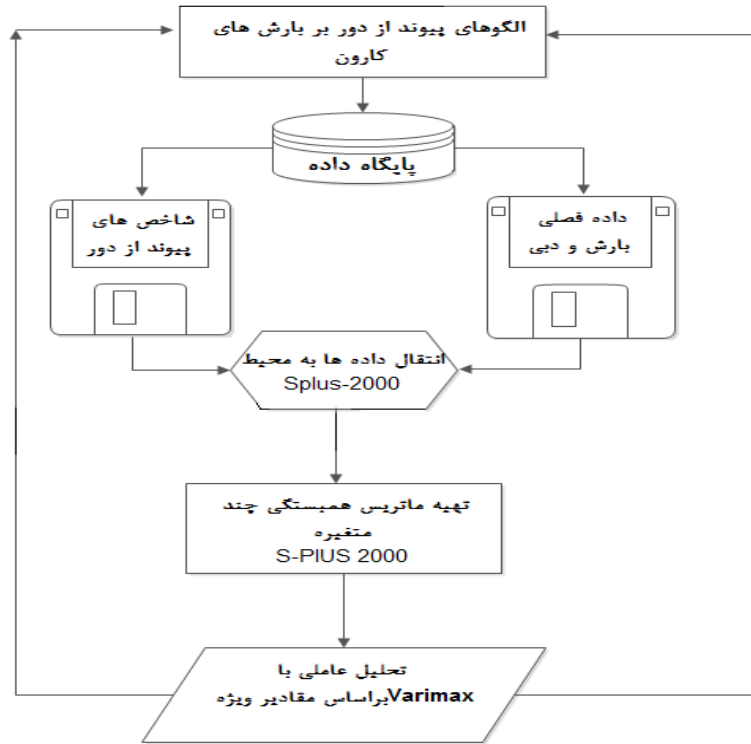 الگوهای پیوند از دور بر بارش های
کارون
پایگاه داده
شاخص های
پیوند از دور
داده فصلی
بارش و دبی
انتقال داده ها به محیط
Splus-2000
تهیه ماتریس همبستگی چند
متغیره
S-PlUS 2000
تحلیل عاملی با
Varimaxبراساس مقادیر ویژه